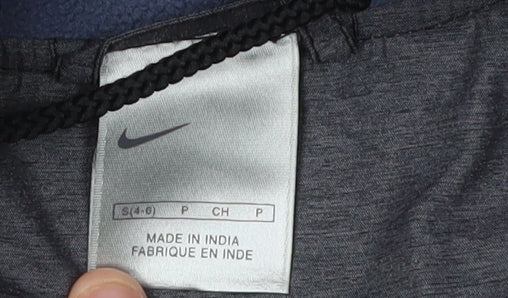 S(4-6) P CH P
MADE IN INDIA
FABRIQUE EN INDE